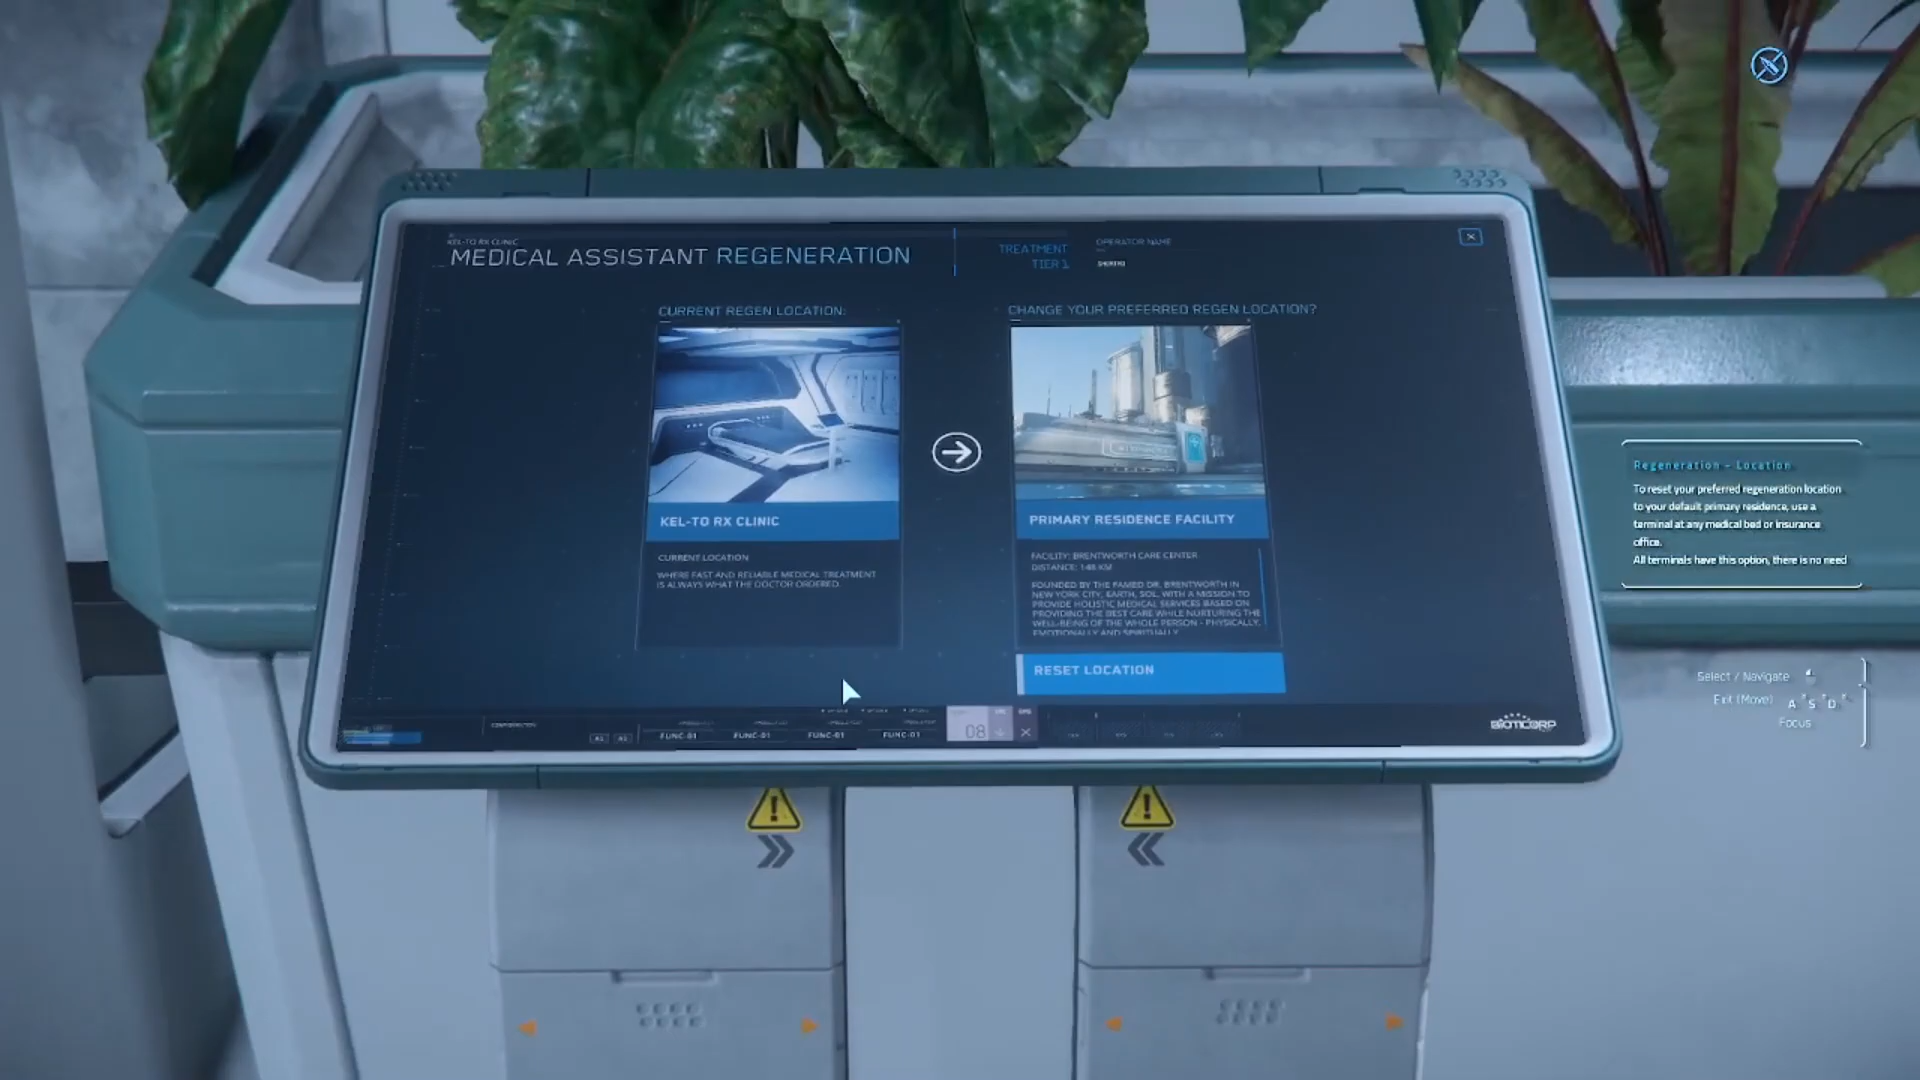 KEL-TO RX CLINIC
MEDICAL ASSISTANT REGENERATION
TREATMENT
TIER 1
OPERATOR NAME
CURRENT REGEN LOCATION:
KEL-TO RX CLINIC
CURRENT LOCATION
WHERE FAST AND RELIABLE MEDICAL TREATMENT
IS ALWAYS WHAT THE DOCTOR ORDERED.
CHANGE YOUR PREFERRED REGEN LOCATION?
PRIMARY RESIDENCE FACILITY
FACILITY: BRENTWORTH CARE CENTER
DISTANCE: 148 KM
FOUNDED BY THE FAMED DR. BRENTWORTH IN
NEW YORK CITY, EARTH, SOL, WITH A MISSION TO
PROVIDE HOLISTIC MEDICAL SERVICES BASED ON
PROVIDING THE BEST CARE WHILE NURTURING THE
WELL-BEING OF THE WHOLE PERSON - PHYSICALLY,
EMOTIONALLY AND SPIRITUALLY.
RESET LOCATION
FUNC-01 FUNC-01 FUNC-01 FUNC-01
08
BIOTICORP
Regeneration - Location
To reset your preferred regeneration location
to your default primary residence, use a
terminal at any medical bed or insurance
office.
All terminals have this option, there is no need
Select / Navigate
Exit (Move) A S D
Focus